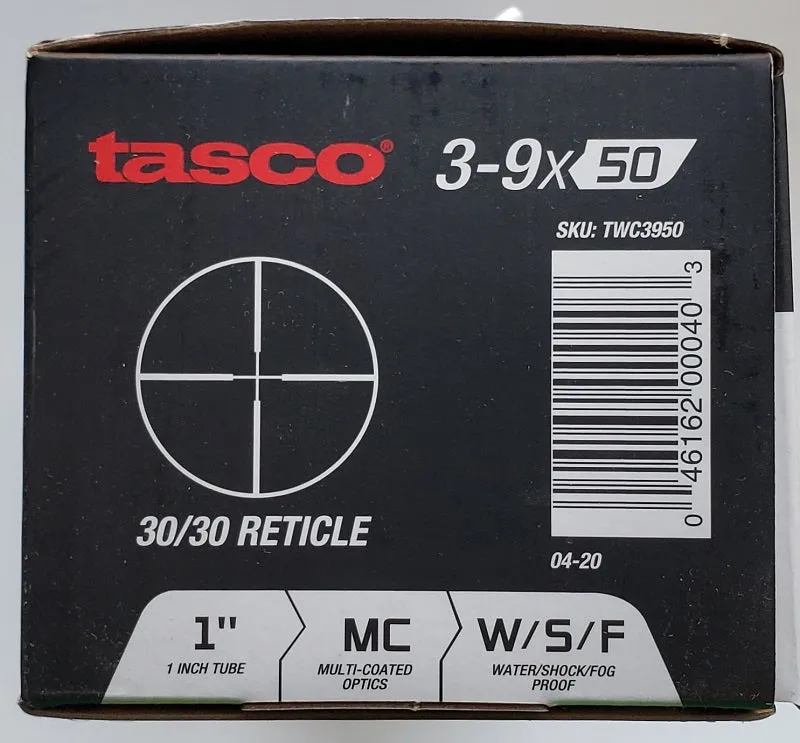 tasco®
3-9x50
SKU: TWC3950
0 46162 00040 3
04-20
30/30 RETICLE
1"
1 INCH TUBE
MC
MULTI-COATED
OPTICS
W/S/F
WATER/SHOCK/FOG
PROOF